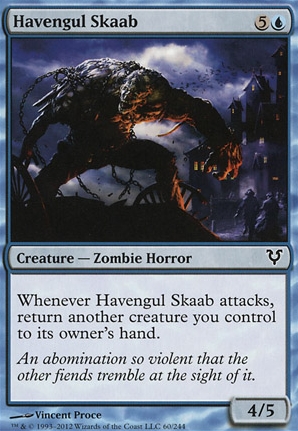 Havengul Skaab 5
Creature — Zombie Horror
Whenever Havengul Skaab attacks,
return another creature you control
to its owner's hand.
An abomination so violent that the
other fiends tremble at the sight of it.
4/5
Vincent Proce
™ & © 1993–2012 Wizards of the Coast LLC 60/244